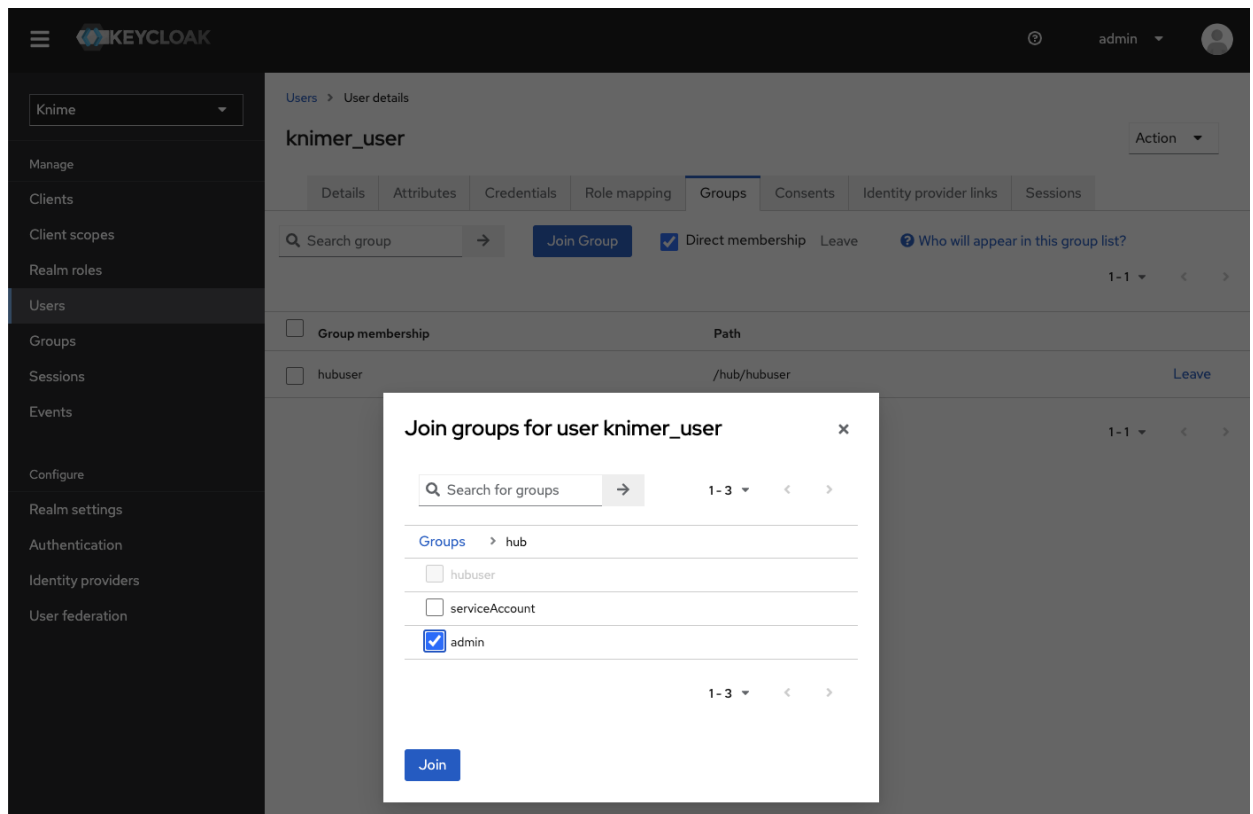 KEYCLOAK
admin
Knime
Manage
Clients
Client scopes
Realm roles
Users
Groups
Sessions
Events
Configure
Realm settings
Authentication
Identity providers
User federation
Users > User details
knimer_user
Action
Details Attributes Credentials Role mapping Groups Consents Identity provider links Sessions
Search group Join Group Direct membership Leave Who will appear in this group list?
1-1
Group membership Path
hubuser /hub/hubuser Leave
1-1
Join groups for user knimer_user
Search for groups 1-3
Groups > hub
hubuser
serviceAccount
admin
1-3
Join